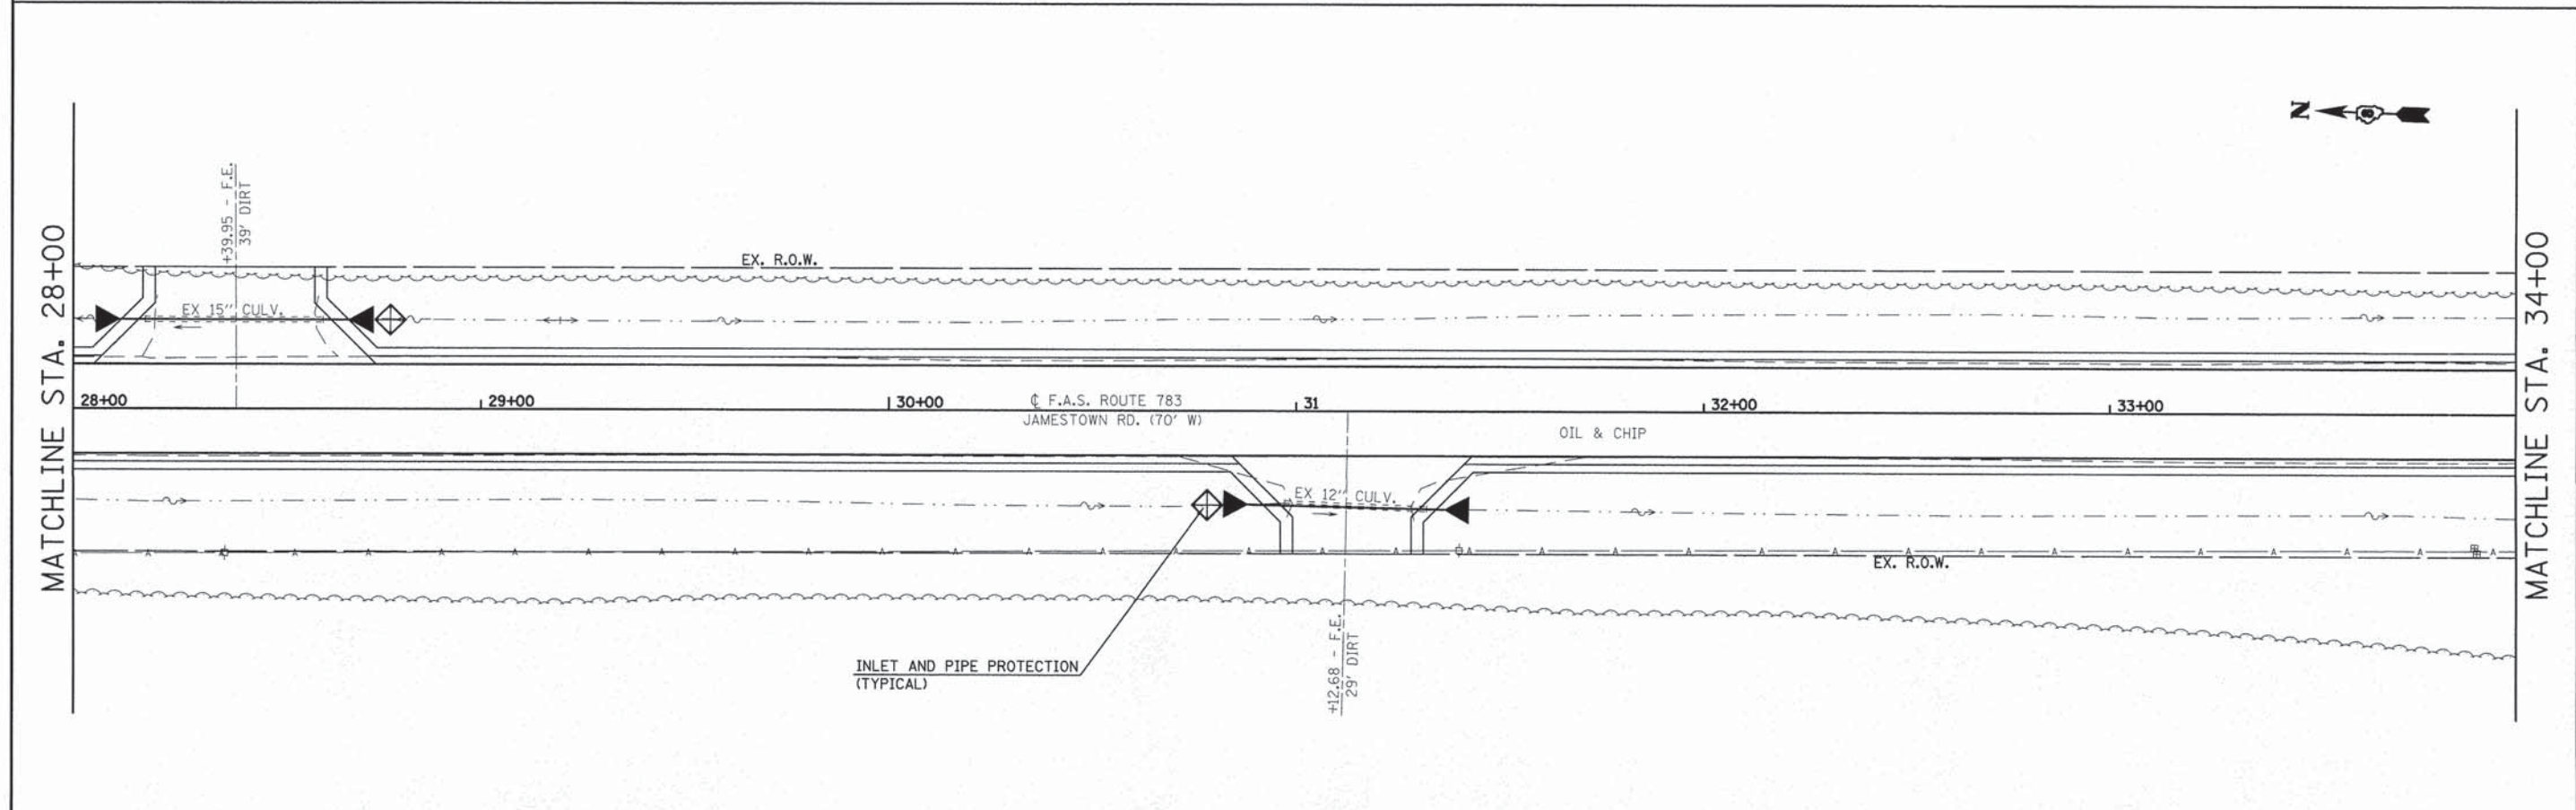 N
MATCHLINE STA. 28+00
+39.95 - F.E.
39' DIRT
EX. R.O.W.
EX 15" CULV.
28+00
29+00
30+00
℄ F.A.S. ROUTE 783
JAMESTOWN RD. (70' W)
31
32+00
33+00
OIL & CHIP
EX 12" CULV.
EX. R.O.W.
INLET AND PIPE PROTECTION
(TYPICAL)
+12.68 - F.E.
29' DIRT
MATCHLINE STA. 34+00